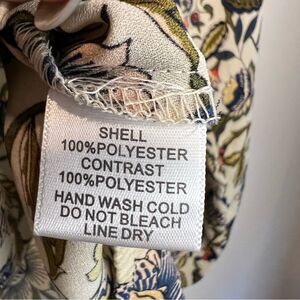 SHELL
100%POLYESTER
CONTRAST
100%POLYESTER
HAND WASH COLD
DO NOT BLEACH
LINE DRY